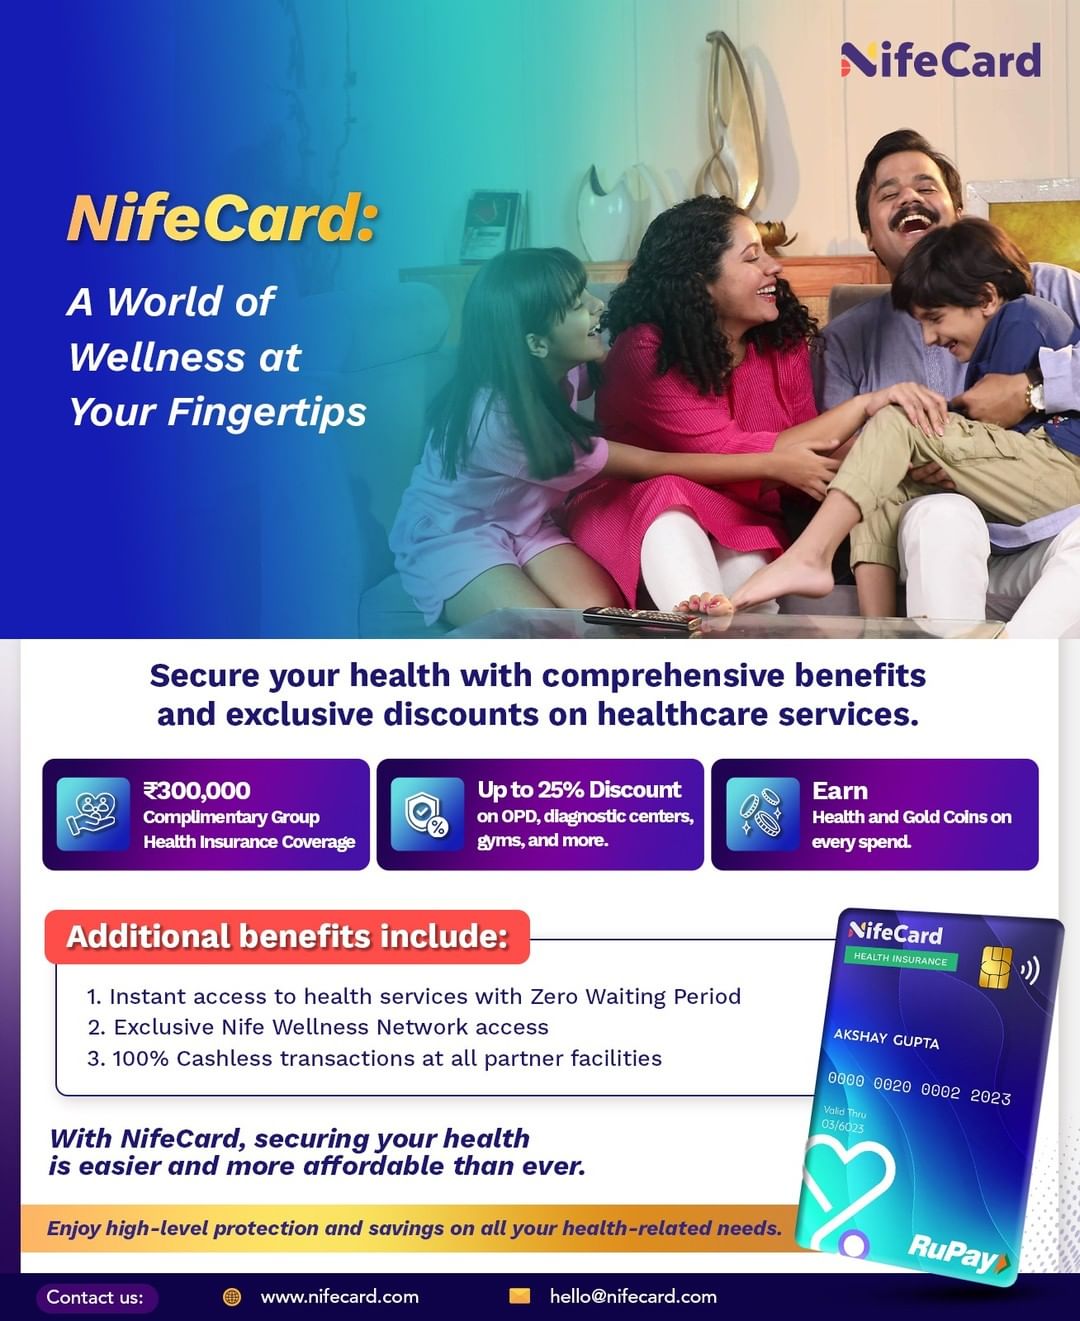 NifeCard
NifeCard:
A World of
Wellness at
Your Fingertips
Secure your health with comprehensive benefits
and exclusive discounts on healthcare services.
₹300,000
Complimentary Group
Health Insurance Coverage
Up to 25% Discount
on OPD, diagnostic centers,
gyms, and more.
Earn
Health and Gold Coins on
every spend.
Additional benefits include:
1. Instant access to health services with Zero Waiting Period
2. Exclusive Nife Wellness Network access
3. 100% Cashless transactions at all partner facilities
NifeCard
HEALTH INSURANCE
AKSHAY GUPTA
0000 0020 0002 2023
Valid Thru
03/6023
RuPay
With NifeCard, securing your health
is easier and more affordable than ever.
Enjoy high-level protection and savings on all your health-related needs.
Contact us:
www.nifecard.com
hello@nifecard.com